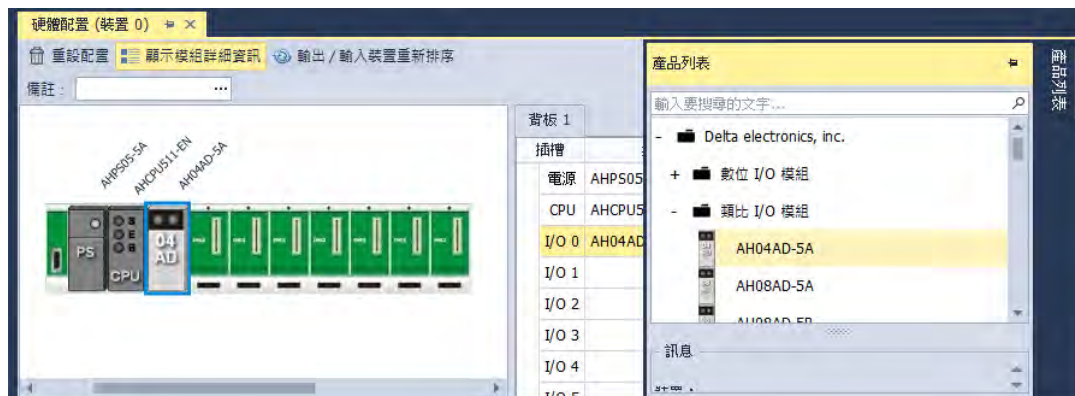 硬體配置 (裝置 0)
重設配置 顯示模組詳細資訊 輸出 / 輸入裝置重新排序
備註 :
...
AHPS05-5A
AHCPU511-EN
AH04AD-5A
PS
CPU
04
AD
背板 1
插槽
電源 AHPS05
CPU AHCPU5
I/O 0 AH04AD
I/O 1
I/O 2
I/O 3
I/O 4
產品列表
輸入要搜尋的文字...
- Delta electronics, inc.
+ 數位 I/O 模組
- 類比 I/O 模組
AH04AD-5A
AH08AD-5A
訊息
產品列表